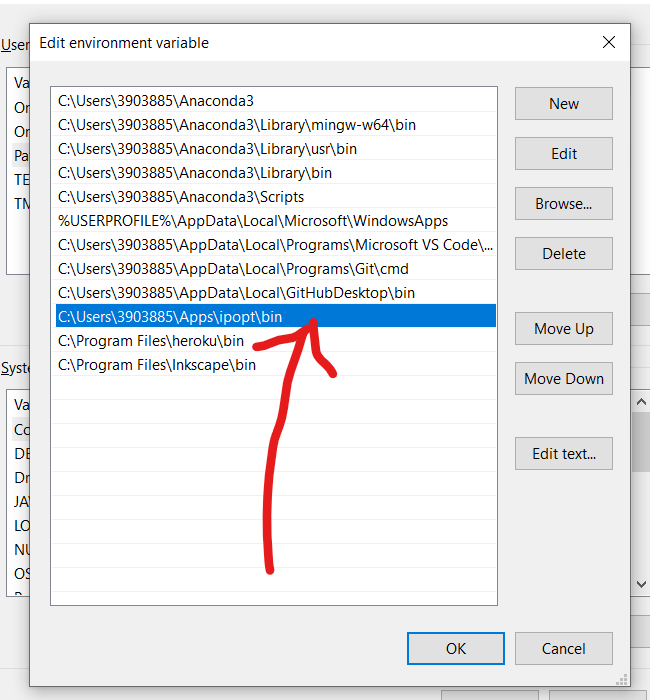 Edit environment variable
User
Va
On
On
Pa
TE
TM
C:\Users\3903885\Anaconda3
C:\Users\3903885\Anaconda3\Library\mingw-w64\bin
C:\Users\3903885\Anaconda3\Library\usr\bin
C:\Users\3903885\Anaconda3\Library\bin
C:\Users\3903885\Anaconda3\Scripts
%USERPROFILE%\AppData\Local\Microsoft\WindowsApps
C:\Users\3903885\AppData\Local\Programs\Microsoft VS Code\...
C:\Users\3903885\AppData\Local\Programs\Git\cmd
C:\Users\3903885\AppData\Local\GitHubDesktop\bin
C:\Users\3903885\Apps\ipopt\bin
C:\Program Files\heroku\bin
C:\Program Files\Inkscape\bin
New
Edit
Browse...
Delete
Move Up
Move Down
Edit text...
Syste
Va
Co
DE
Dr
JA
LO
NU
OS
OK
Cancel